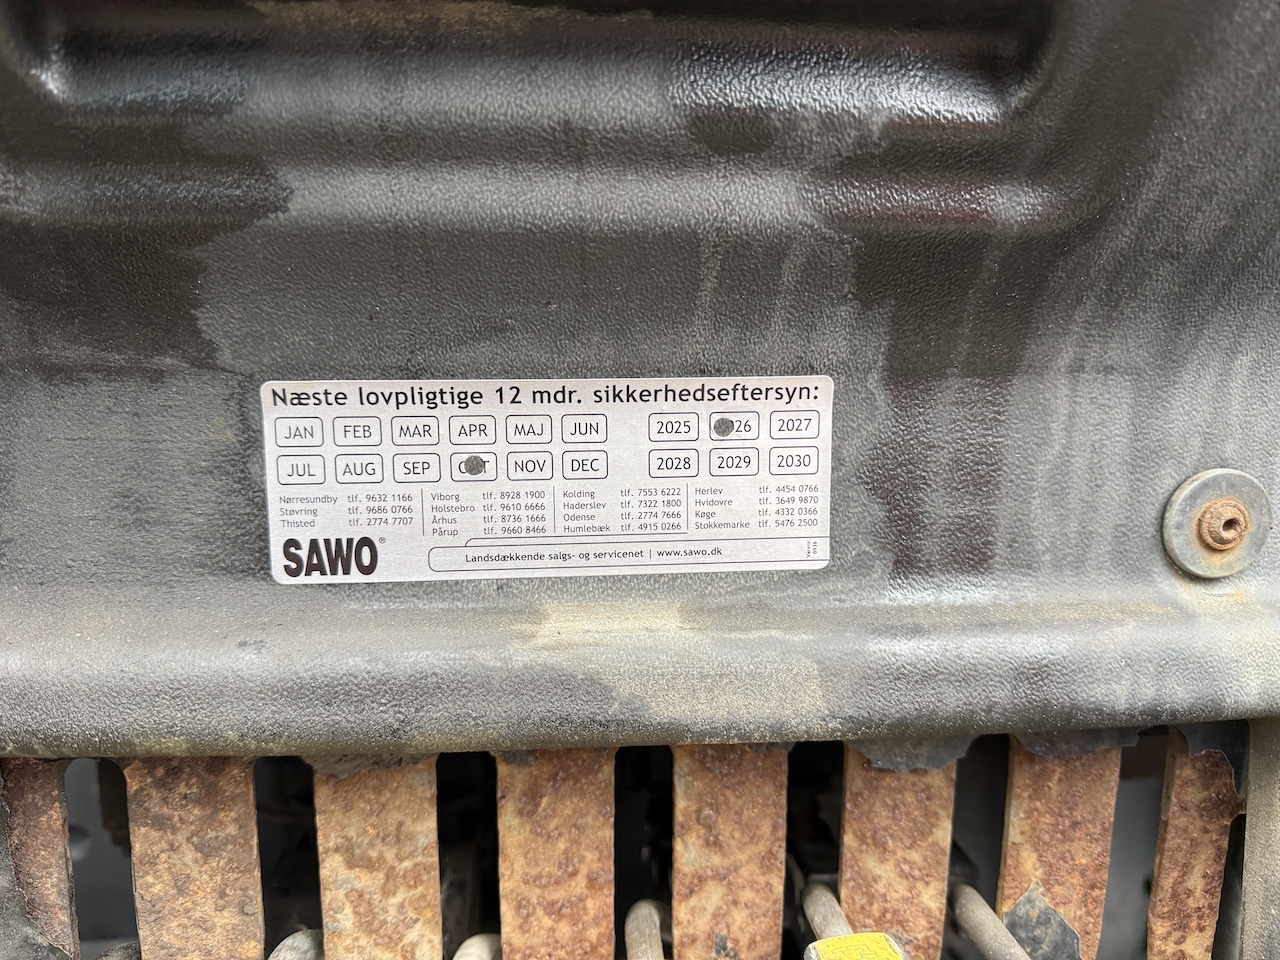 Næste lovpligtige 12 mdr. sikkerhedseftersyn:
JAN FEB MAR APR MAJ JUN 2025 26 2027
JUL AUG SEP OKT NOV DEC 2028 2029 2030
Nørresundby tlf. 9632 1166
Støvring tlf. 9686 0766
Thisted tlf. 2774 7707
Viborg tlf. 8928 1900
Holstebro tlf. 9610 6666
Århus tlf. 8736 1666
Pårup tlf. 9660 8466
Kolding tlf. 7553 6222
Haderslev tlf. 7322 1800
Odense tlf. 2774 7666
Humlebæk tlf. 4915 0266
Herlev tlf. 4454 0766
Hvidovre tlf. 3649 9870
Køge tlf. 4332 0366
Stokkemarke tlf. 5476 2500
SAWO®
Landsdækkende salgs- og servicenet | www.sawo.dk